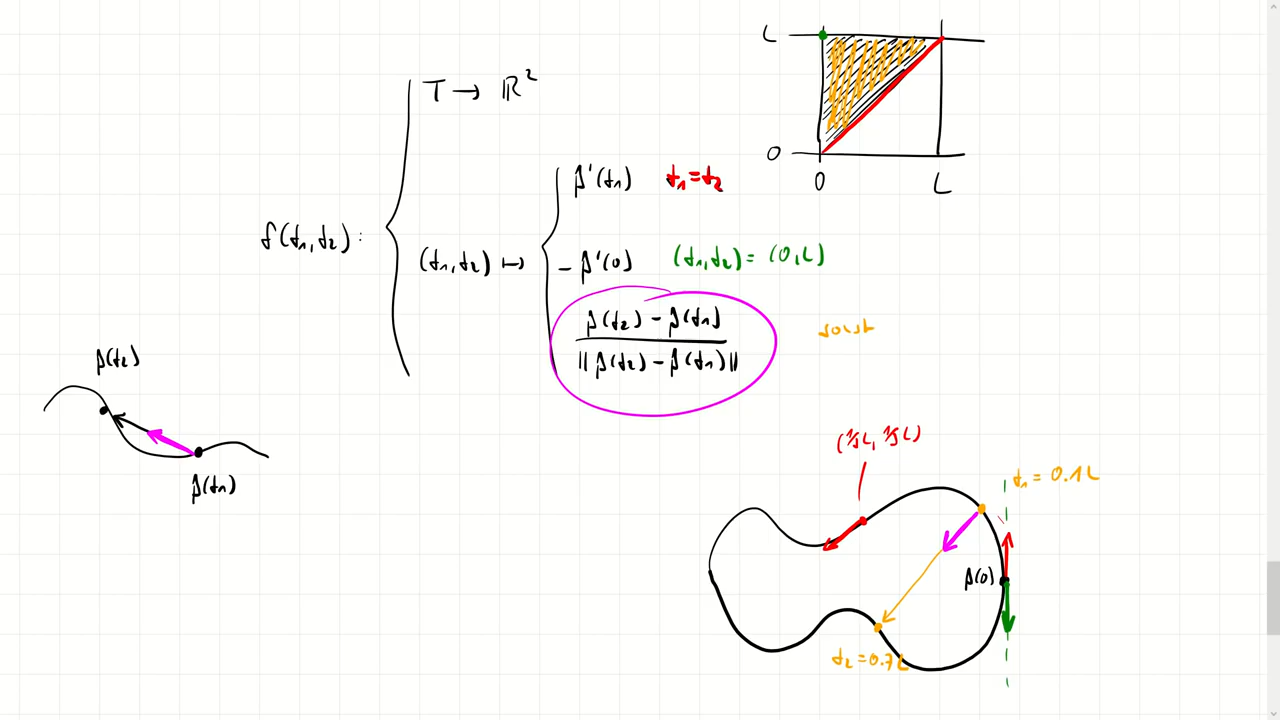 L
T → ℝ²
0
0 L
β'(t₁) t₁=t₂
f(t₁,t₂) :
(t₁,t₂) ↦ -β'(0) (t₁,t₂) = (0,L)
β(t₂) - β(t₁)
‖β(t₂) - β(t₁)‖
sonst
β(t₂)
β(t₁)
t₁ = 0.1L
β(0)
t₂ = 0.7L